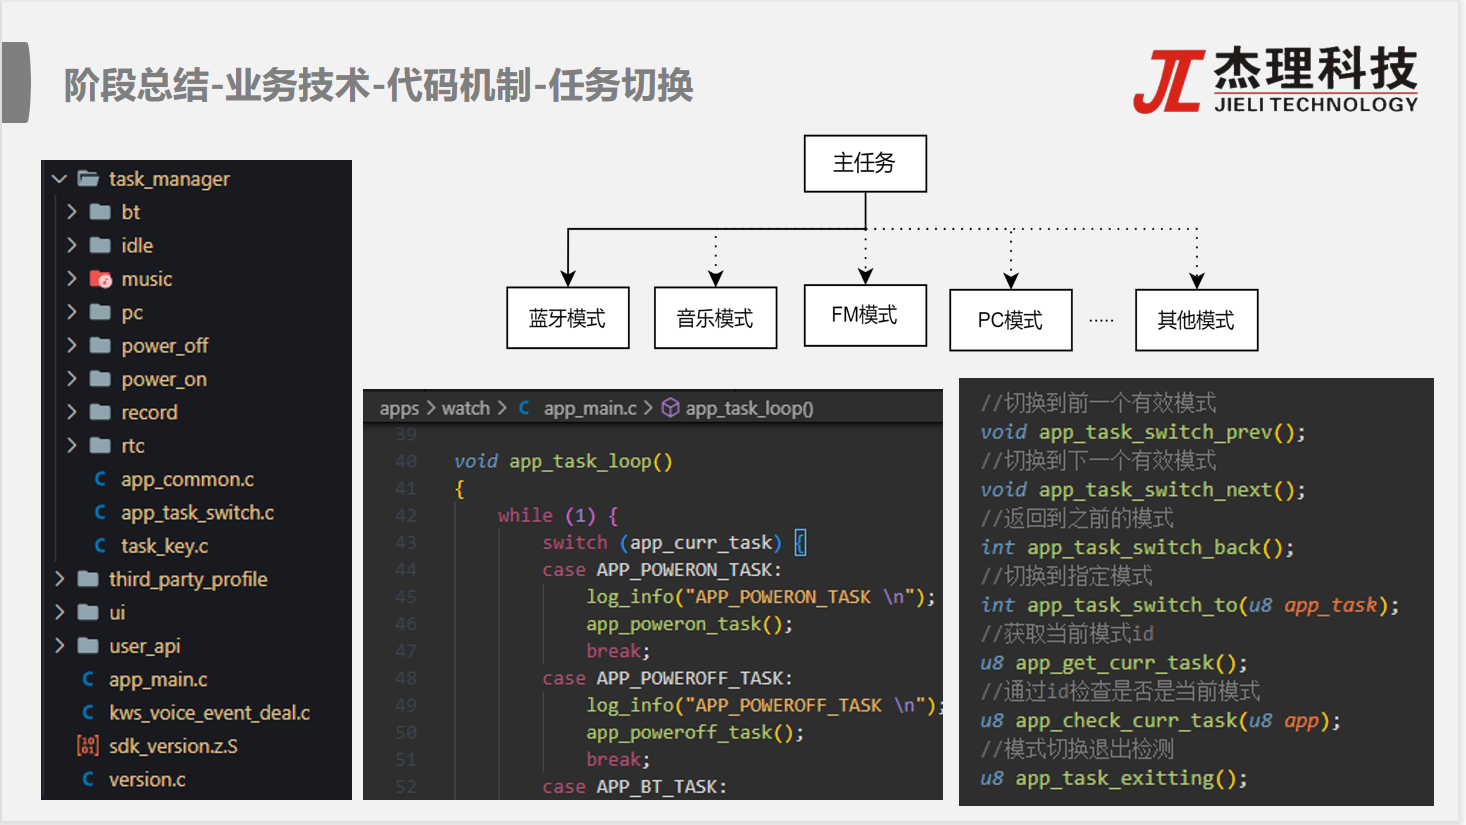 阶段总结-业务技术-代码机制-任务切换
杰理科技
JIELI TECHNOLOGY
task_manager
bt
idle
music
pc
power_off
power_on
record
rtc
app_common.c
app_task_switch.c
task_key.c
third_party_profile
ui
user_api
app_main.c
kws_voice_event_deal.c
sdk_version.z.S
version.c
主任务
蓝牙模式
音乐模式
FM模式
PC模式
.....
其他模式
apps > watch > C app_main.c > app_task_loop()
39
40 void app_task_loop()
41 {
42 while (1) {
43 switch (app_curr_task) {
44 case APP_POWERON_TASK:
45 log_info("APP_POWERON_TASK \n");
46 app_poweron_task();
47 break;
48 case APP_POWEROFF_TASK:
49 log_info("APP_POWEROFF_TASK \n");
50 app_poweroff_task();
51 break;
52 case APP_BT_TASK:
//切换到前一个有效模式
void app_task_switch_prev();
//切换到下一个有效模式
void app_task_switch_next();
//返回到之前的模式
int app_task_switch_back();
//切换到指定模式
int app_task_switch_to(u8 app_task);
//获取当前模式id
u8 app_get_curr_task();
//通过id检查是否是当前模式
u8 app_check_curr_task(u8 app);
//模式切换退出检测
u8 app_task_exitting();